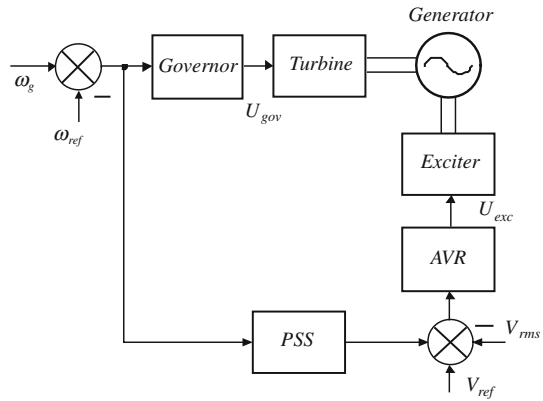 Generator
Governor
Turbine
ω_g
U_gov
ω_ref
Exciter
U_exc
AVR
PSS
V_rms
V_ref